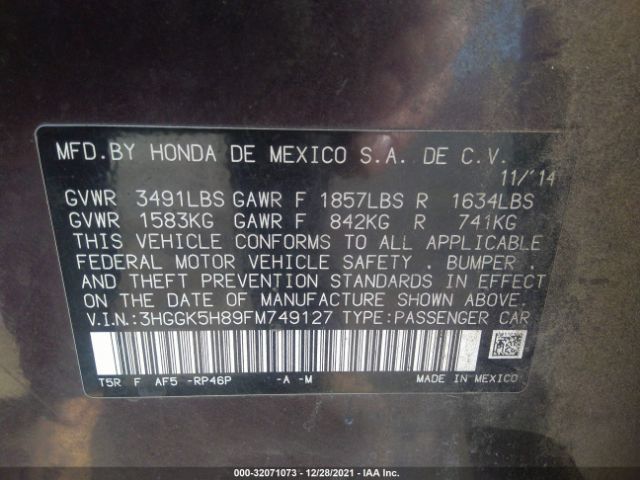 MFD.BY HONDA DE MEXICO S.A. DE C.V.
11/'14
GVWR 3491LBS GAWR F 1857LBS R 1634LBS
GVWR 1583KG GAWR F 842KG R 741KG
THIS VEHICLE CONFORMS TO ALL APPLICABLE
FEDERAL MOTOR VEHICLE SAFETY . BUMPER .
AND THEFT PREVENTION STANDARDS IN EFFECT
ON THE DATE OF MANUFACTURE SHOWN ABOVE.
V.I.N.:3HGGK5H89FM749127 TYPE:PASSENGER CAR
T5R F AF5 -RP46P -A -M MADE IN MEXICO
000-32071073 - 12/28/2021 - IAA Inc.